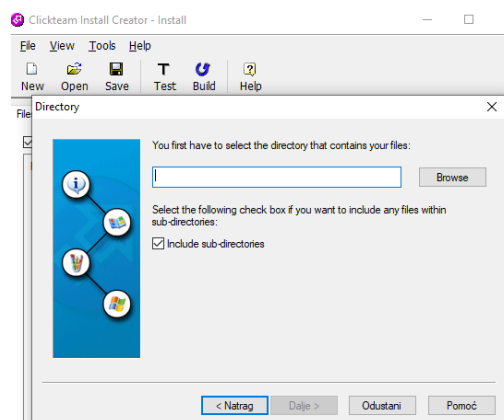 Clickteam Install Creator - Install
File View Tools Help
New Open Save Test Build Help
File
Directory
You first have to select the directory that contains your files:
Browse
Select the following check box if you want to include any files within
sub-directories:
Include sub-directories
< Natrag Dalje > Odustani Pomoć